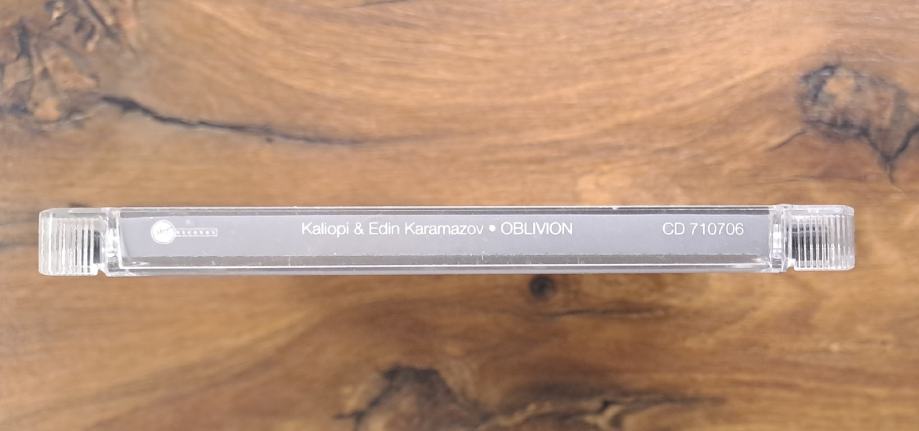 Kaliopi & Edin Karamazov • OBLIVION CD 710706